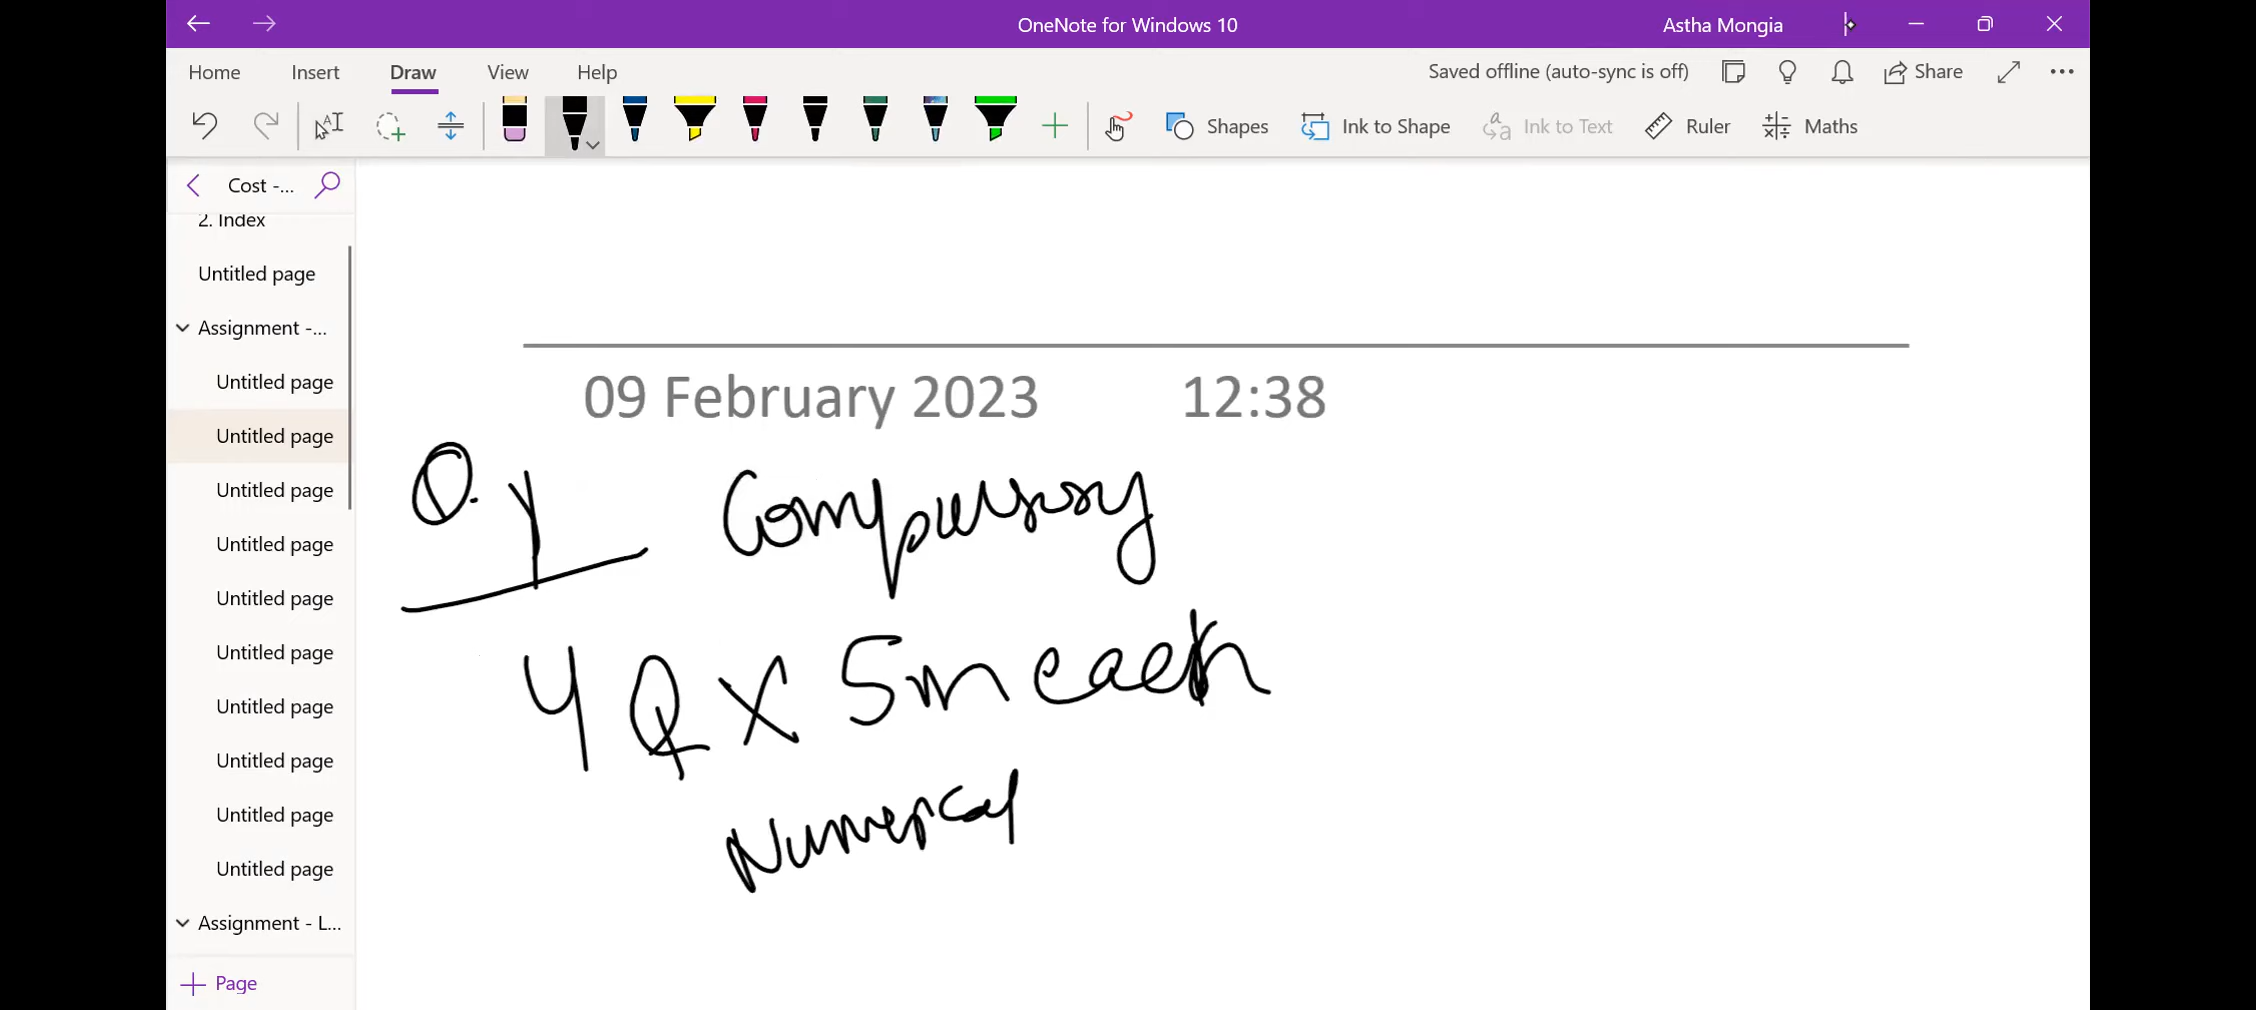 OneNote for Windows 10
Astha Mongia
Home Insert Draw View Help
Saved offline (auto-sync is off)
Share
Shapes
Ink to Shape
Ink to Text
Ruler
Maths
Cost -...
2. Index
Untitled page
Assignment -...
Untitled page
Untitled page
Untitled page
Untitled page
Untitled page
Untitled page
Untitled page
Untitled page
Untitled page
Untitled page
Assignment - L...
Page
09 February 2023 12:38
Q. 1 Compulsory
4 Q X 5m each
Numerical